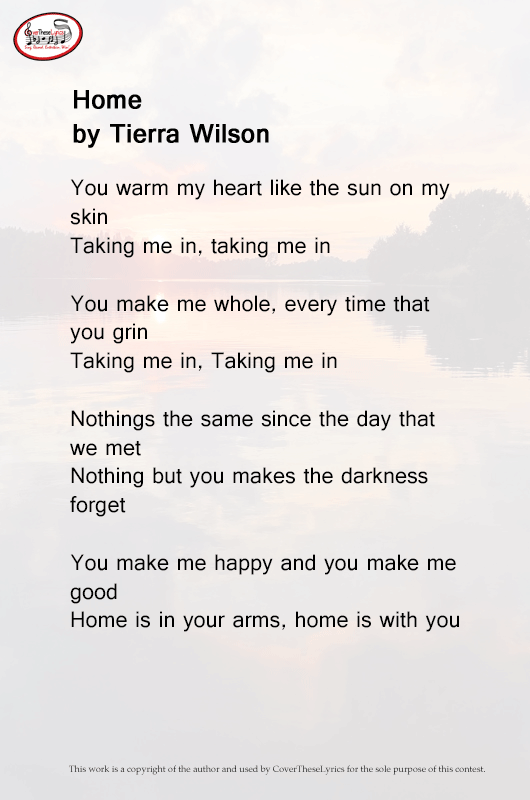 CoverTheseLyrics
Home
by Tierra Wilson
You warm my heart like the sun on my
skin
Taking me in, taking me in
You make me whole, every time that
you grin
Taking me in, Taking me in
Nothings the same since the day that
we met
Nothing but you makes the darkness
forget
You make me happy and you make me
good
Home is in your arms, home is with you
This work is a copyright of the author and used by CoverTheseLyrics for the sole purpose of this contest.